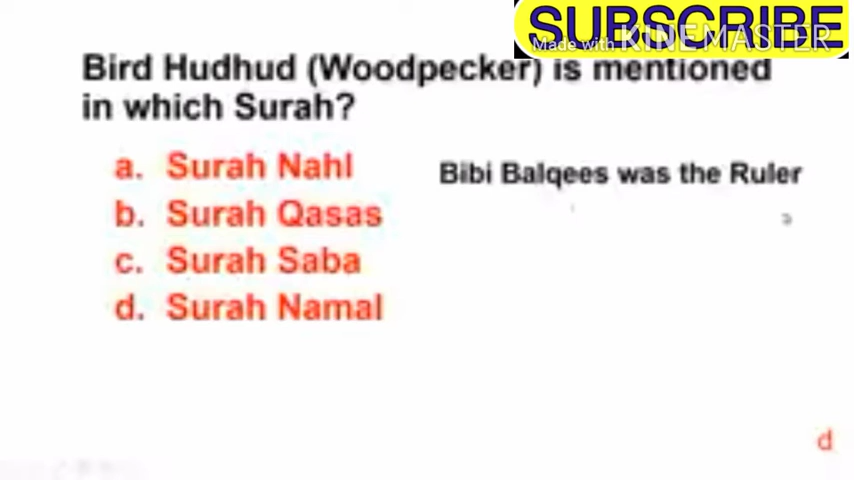 SUBSCRIBE
Made with KINEMASTER
Bird Hudhud (Woodpecker) is mentioned
in which Surah?
a. Surah Nahl
b. Surah Qasas
c. Surah Saba
d. Surah Namal
Bibi Balqees was the Ruler
d